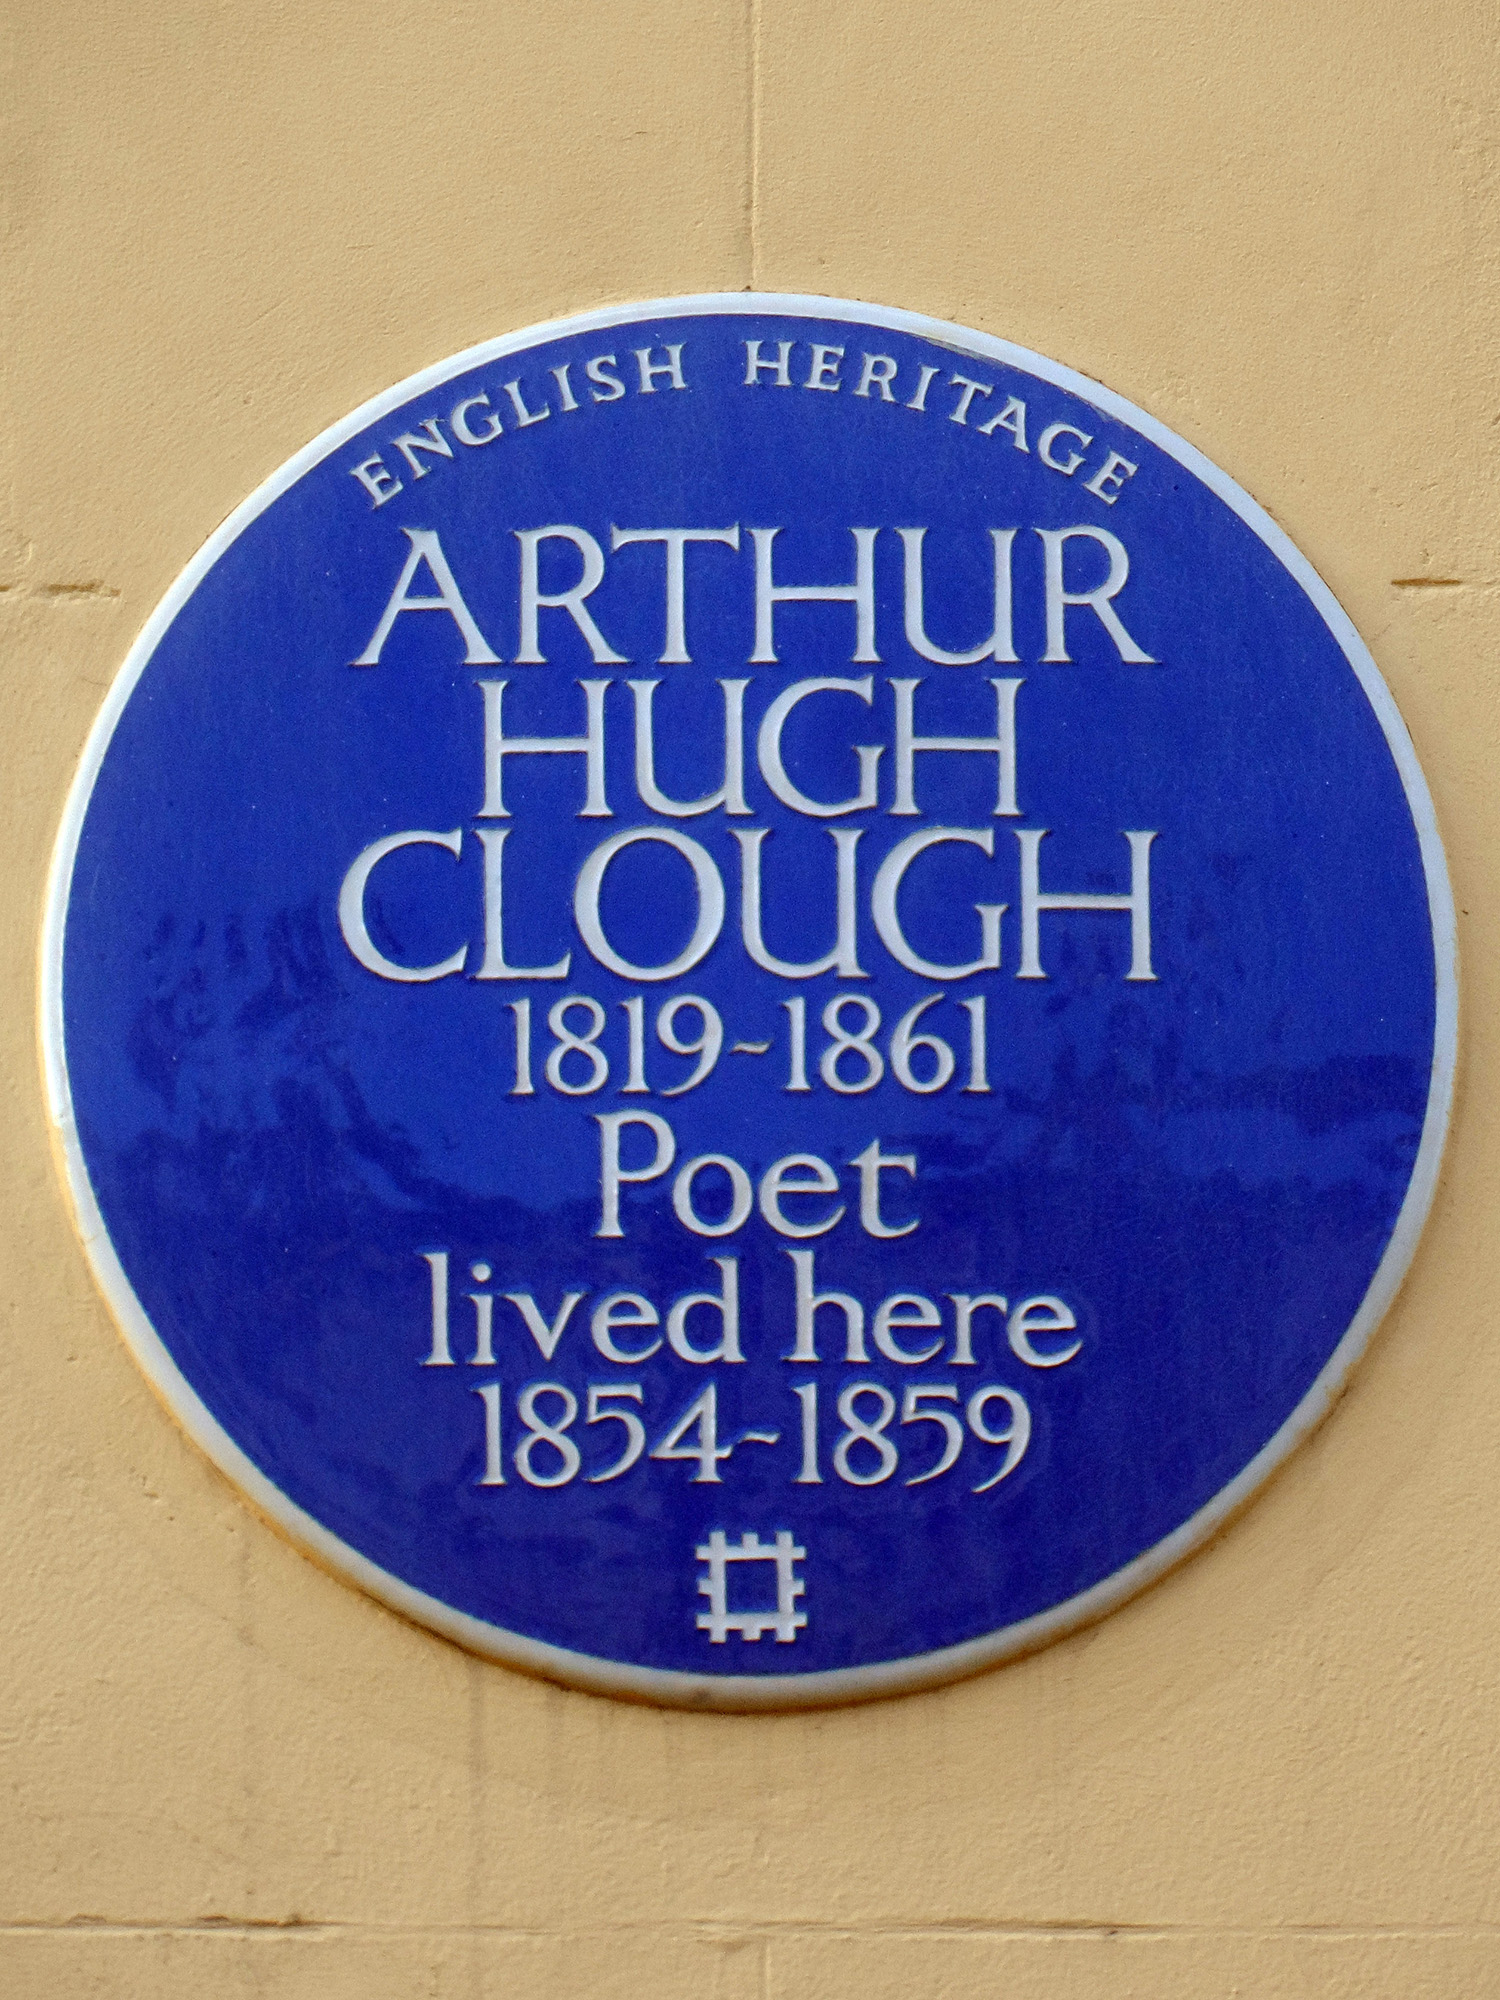 ENGLISH HERITAGE
ARTHUR
HUGH
CLOUGH
1819~1861
Poet
lived here
1854~1859